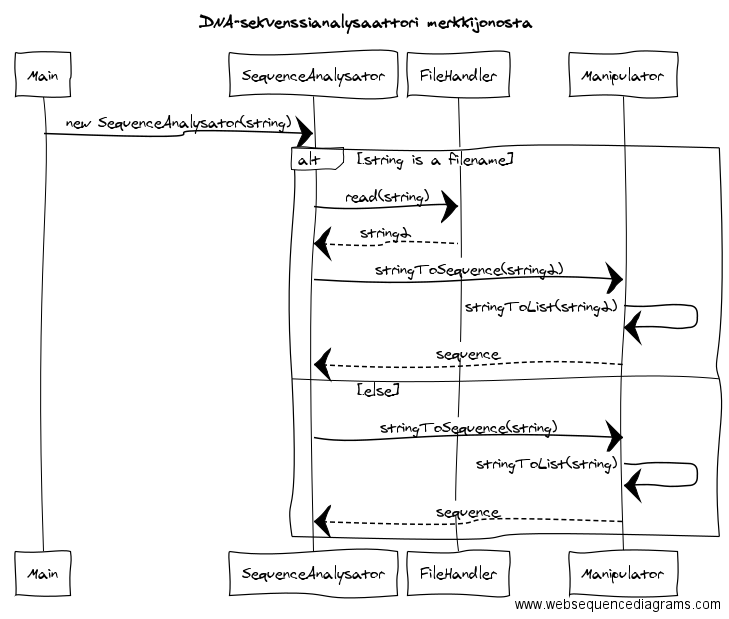 DNA-sekvenssianalysaattori merkkijonosta
Main SequenceAnalysator FileHandler Manipulator
new SequenceAnalysator(string)
alt [string is a filename]
read(string)
string2
stringToSequence(string2)
stringToList(string2)
sequence
[else]
stringToSequence(string)
stringToList(string)
sequence
Main SequenceAnalysator FileHandler Manipulator
www.websequencediagrams.com